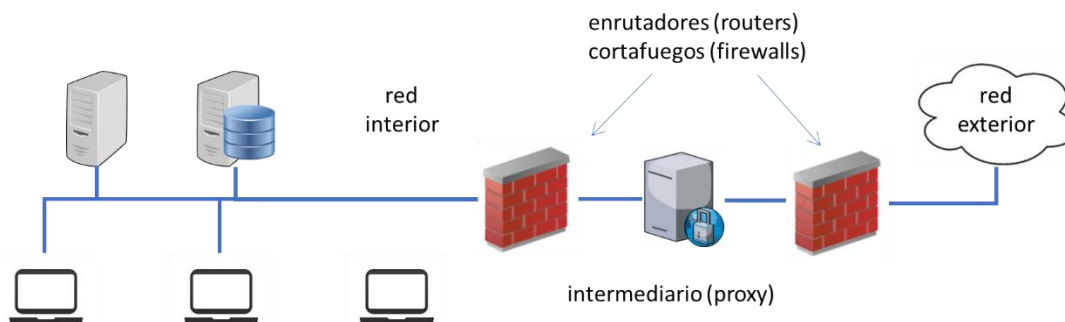 enrutadores (routers)
cortafuegos (firewalls)
red
interior
red
exterior
intermediario (proxy)